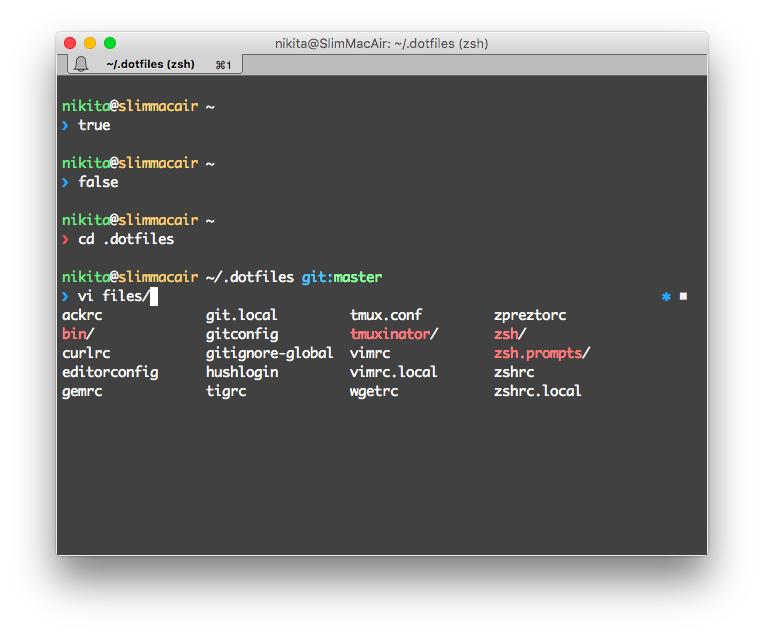 nikita@SlimMacAir: ~/.dotfiles (zsh)
~/.dotfiles (zsh) ⌘1
nikita@slimmacair ~
❯ true
nikita@slimmacair ~
❯ false
nikita@slimmacair ~
❯ cd .dotfiles
nikita@slimmacair ~/.dotfiles git:master
❯ vi files/ ✱ ■
ackrc git.local tmux.conf zpreztorc
bin/ gitconfig tmuxinator/ zsh/
curlrc gitignore-global vimrc zsh.prompts/
editorconfig hushlogin vimrc.local zshrc
gemrc tigrc wgetrc zshrc.local